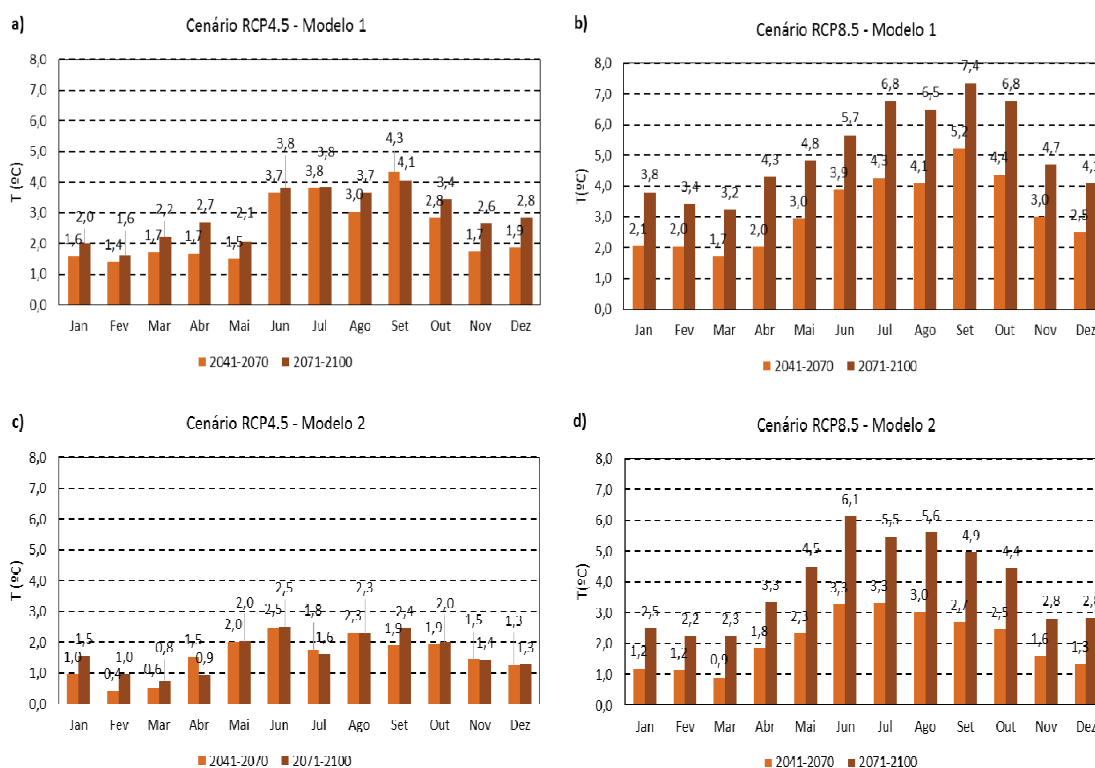 a)
Cenário RCP4.5 - Modelo 1
T (ºC)
8,0
7,0
6,0
5,0
4,0
3,0
2,0
1,0
0,0
1,6 2,0 1,4 1,6 1,7 2,2 1,7 2,7 1,5 2,1 3,7 3,8 3,8 3,8 3,0 3,7 4,3 4,1 2,8 3,4 1,7 2,6 1,9 2,8
Jan Fev Mar Abr Mai Jun Jul Ago Set Out Nov Dez
2041-2070 2071-2100
b)
Cenário RCP8.5 - Modelo 1
T(ºC)
8,0
7,0
6,0
5,0
4,0
3,0
2,0
1,0
0,0
2,1 3,8 2,0 3,4 1,7 3,2 2,0 4,3 3,0 4,8 3,9 5,7 4,3 6,8 4,1 6,5 5,2 7,4 4,4 6,8 3,0 4,7 2,5 4,1
Jan Fev Mar Abr Mai Jun Jul Ago Set Out Nov Dez
2041-2070 2071-2100
c)
Cenário RCP4.5 - Modelo 2
T (ºC)
8,0
7,0
6,0
5,0
4,0
3,0
2,0
1,0
0,0
1,0 1,5 0,4 1,0 0,6 0,8 1,5 0,9 2,0 2,0 2,5 2,5 1,8 1,6 2,3 2,3 1,9 2,4 1,9 2,0 1,5 1,4 1,3 1,3
Jan Fev Mar Abr Mai Jun Jul Ago Set Out Nov Dez
2041-2070 2071-2100
d)
Cenário RCP8.5 - Modelo 2
T (ºC)
8,0
7,0
6,0
5,0
4,0
3,0
2,0
1,0
0,0
1,2 2,5 1,2 2,2 0,9 2,3 1,8 3,3 2,3 4,5 3,3 6,1 3,3 5,5 3,0 5,6 2,7 4,9 2,5 4,4 1,6 2,8 1,3 2,8
Jan Fev Mar Abr Mai Jun Jul Ago Set Out Nov Dez
2041-2070 2071-2100